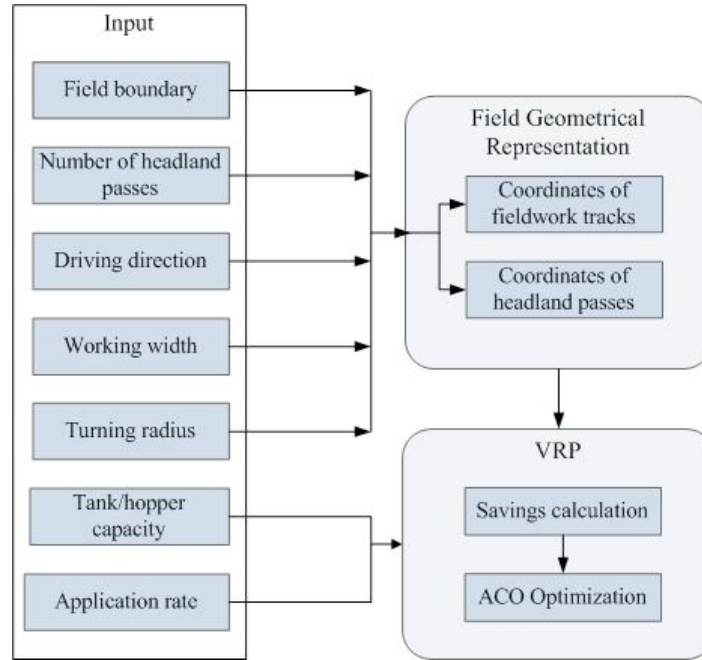 Input
Field boundary
Number of headland
passes
Driving direction
Working width
Turning radius
Tank/hopper
capacity
Application rate
Field Geometrical
Representation
Coordinates of
fieldwork tracks
Coordinates of
headland passes
VRP
Savings calculation
ACO Optimization